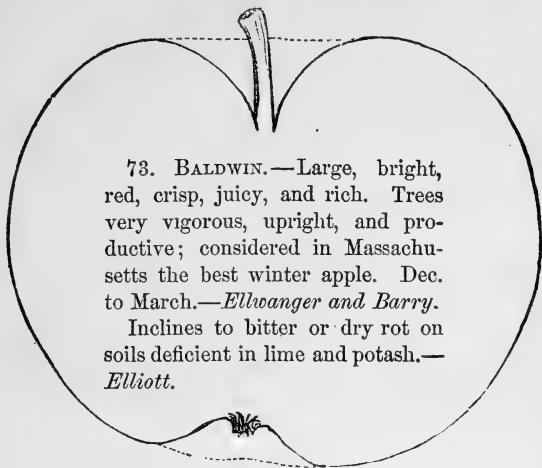 73. BALDWIN.—Large, bright,
red, crisp, juicy, and rich. Trees
very vigorous, upright, and pro-
ductive; considered in Massachu-
setts the best winter apple. Dec.
to March.—Ellwanger and Barry.
Inclines to bitter or dry rot on
soils deficient in lime and potash.—
Elliott.